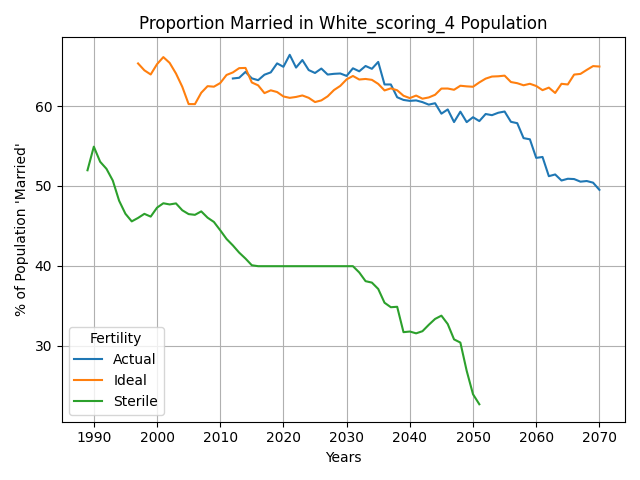 Proportion Married in White_scoring_4 Population
% of Population 'Married'
60
50
40
30
Fertility
Actual
Ideal
Sterile
1990 2000 2010 2020 2030 2040 2050 2060 2070
Years